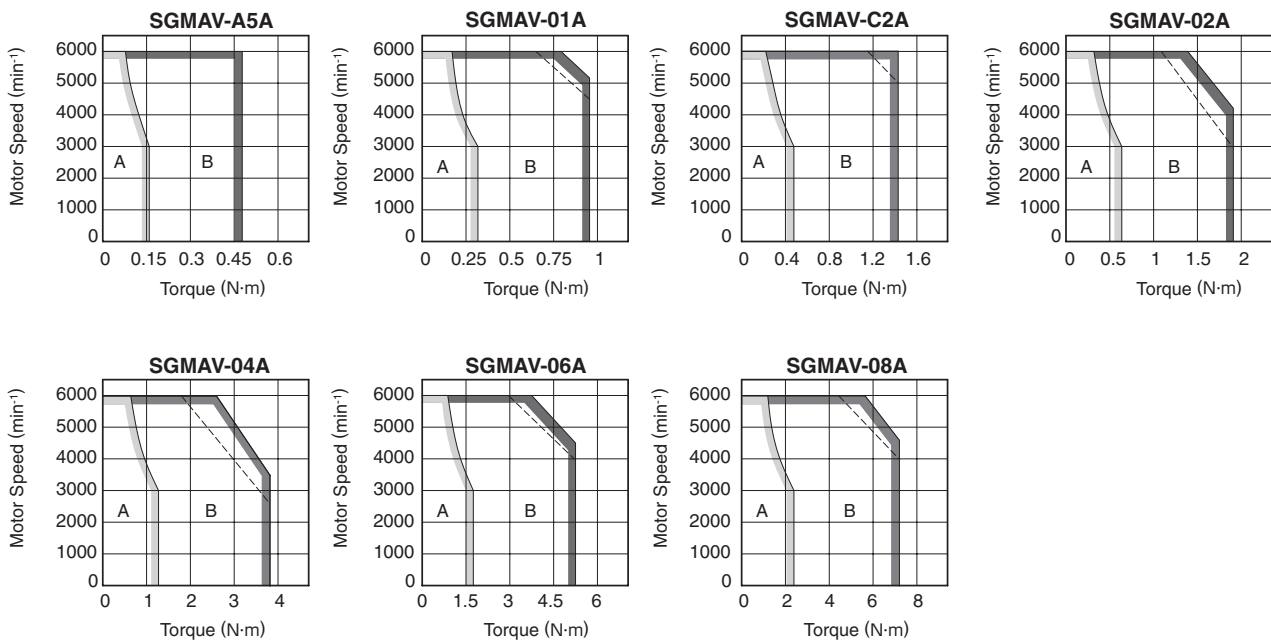 SGMAV-A5A
Motor Speed (min⁻¹)
6000
5000
4000
3000
2000
1000
0
A
B
0 0.15 0.3 0.45 0.6
Torque (N·m)
SGMAV-01A
Motor Speed (min⁻¹)
6000
5000
4000
3000
2000
1000
0
A
B
0 0.25 0.5 0.75 1
Torque (N·m)
SGMAV-C2A
Motor Speed (min⁻¹)
6000
5000
4000
3000
2000
1000
0
A
B
0 0.4 0.8 1.2 1.6
Torque (N·m)
SGMAV-02A
Motor Speed (min⁻¹)
6000
5000
4000
3000
2000
1000
0
A
B
0 0.5 1 1.5 2
Torque (N·m)
SGMAV-04A
Motor Speed (min⁻¹)
6000
5000
4000
3000
2000
1000
0
A
B
0 1 2 3 4
Torque (N·m)
SGMAV-06A
Motor Speed (min⁻¹)
6000
5000
4000
3000
2000
1000
0
A
B
0 1.5 3 4.5 6
Torque (N·m)
SGMAV-08A
Motor Speed (min⁻¹)
6000
5000
4000
3000
2000
1000
0
A
B
0 2 4 6 8
Torque (N·m)